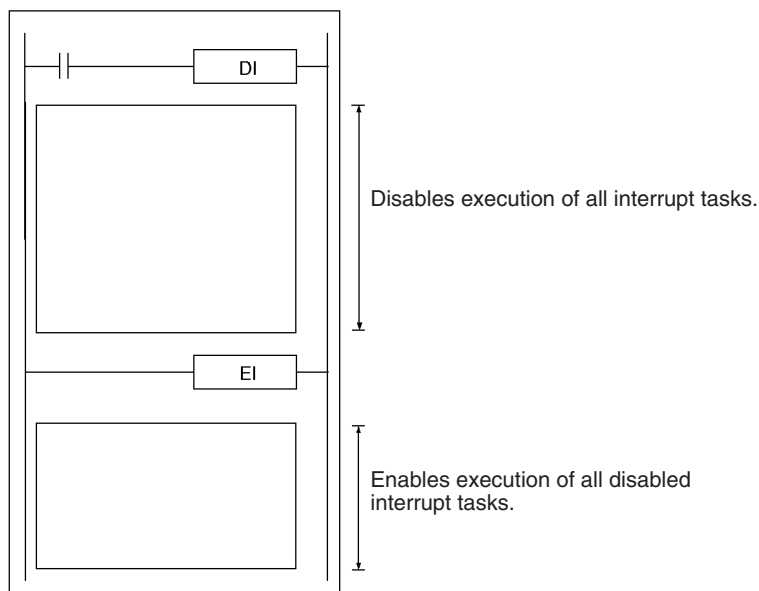 DI
Disables execution of all interrupt tasks.
EI
Enables execution of all disabled
interrupt tasks.